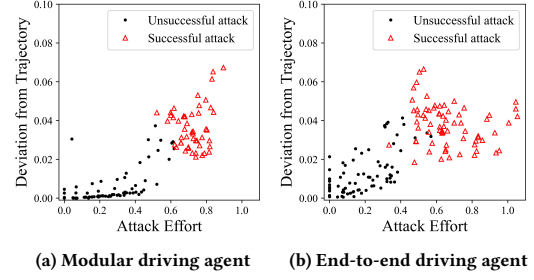 0.10
0.08
0.06
0.04
0.02
0.00
Deviation from Trajectory
Unsuccessful attack
Successful attack
0.0 0.2 0.4 0.6 0.8 1.0
Attack Effort
(a) Modular driving agent
0.10
0.08
0.06
0.04
0.02
0.00
Deviation from Trajectory
Unsuccessful attack
Successful attack
0.0 0.2 0.4 0.6 0.8 1.0
Attack Effort
(b) End-to-end driving agent